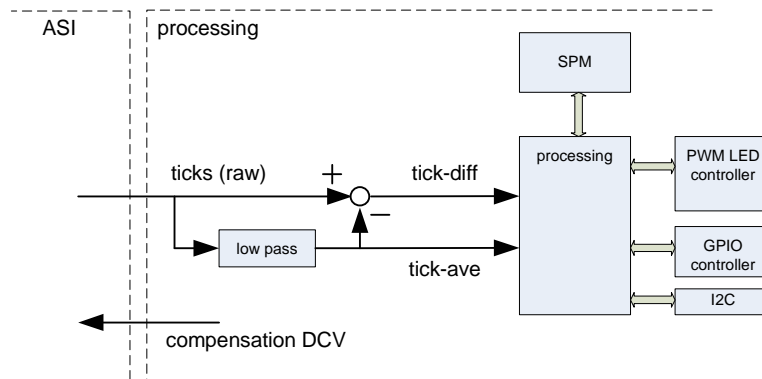 ASI
processing
SPM
processing
PWM LED
controller
ticks (raw)
+
tick-diff
−
low pass
tick-ave
GPIO
controller
I2C
compensation DCV